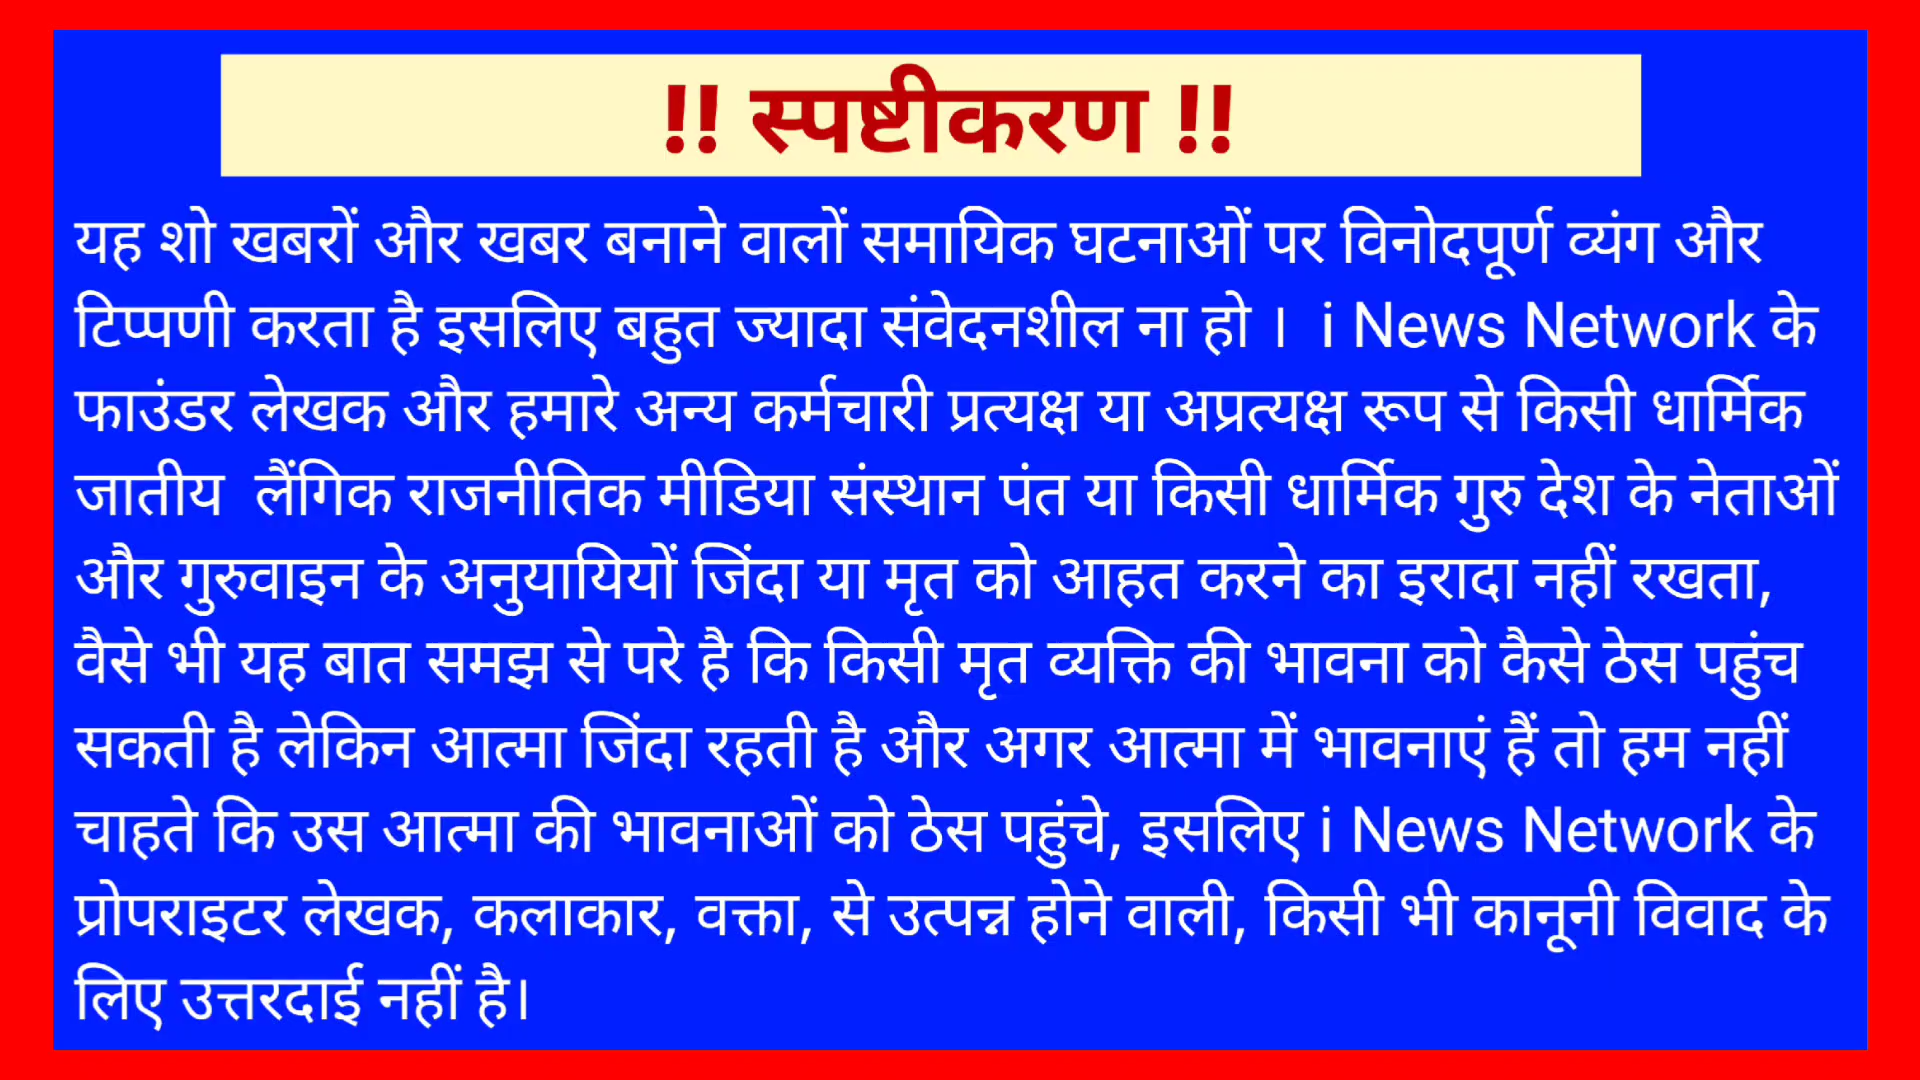 !! स्पष्टीकरण !!
यह शो खबरों और खबर बनाने वालों समायिक घटनाओं पर विनोदपूर्ण व्यंग और
टिप्पणी करता है इसलिए बहुत ज्यादा संवेदनशील ना हो । i News Network के
फाउंडर लेखक और हमारे अन्य कर्मचारी प्रत्यक्ष या अप्रत्यक्ष रूप से किसी धार्मिक
जातीय लैंगिक राजनीतिक मीडिया संस्थान पंत या किसी धार्मिक गुरु देश के नेताओं
और गुरुवाइन के अनुयायियों जिंदा या मृत को आहत करने का इरादा नहीं रखता,
वैसे भी यह बात समझ से परे है कि किसी मृत व्यक्ति की भावना को कैसे ठेस पहुंच
सकती है लेकिन आत्मा जिंदा रहती है और अगर आत्मा में भावनाएं हैं तो हम नहीं
चाहते कि उस आत्मा की भावनाओं को ठेस पहुंचे, इसलिए i News Network के
प्रोपराइटर लेखक, कलाकार, वक्ता, से उत्पन्न होने वाली, किसी भी कानूनी विवाद के
लिए उत्तरदाई नहीं है।